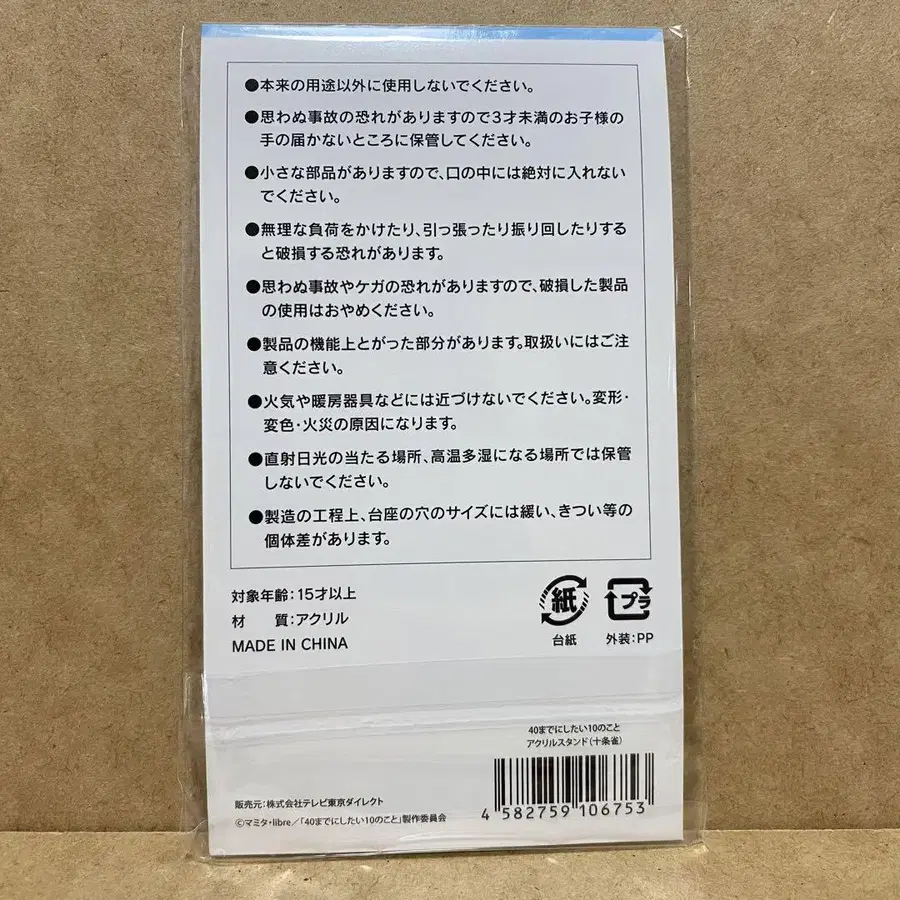 ●本来の用途以外に使用しないでください。
●思わぬ事故の恐れがありますので3才未満のお子様の
手の届かないところに保管してください。
●小さな部品がありますので、口の中には絶対に入れない
でください。
●無理な負荷をかけたり、引っ張ったり振り回したりする
と破損する恐れがあります。
●思わぬ事故やケガの恐れがありますので、破損した製品
の使用はおやめください。
●製品の機能上とがった部分があります。取扱いにはご注
意ください。
●火気や暖房器具などには近づけないでください。変形・
変色・火災の原因になります。
●直射日光の当たる場所、高温多湿になる場所では保管
しないでください。
●製造の工程上、台座の穴のサイズには緩い、きつい等の
個体差があります。
対象年齢：15才以上
材　質：アクリル
MADE IN CHINA
紙
台紙
プラ
外装：PP
40までにしたい10のこと
アクリルスタンド（十条雀）
4 582759 106753
販売元：株式会社テレビ東京ダイレクト
©マミタ・libre／「40までにしたい10のこと」製作委員会